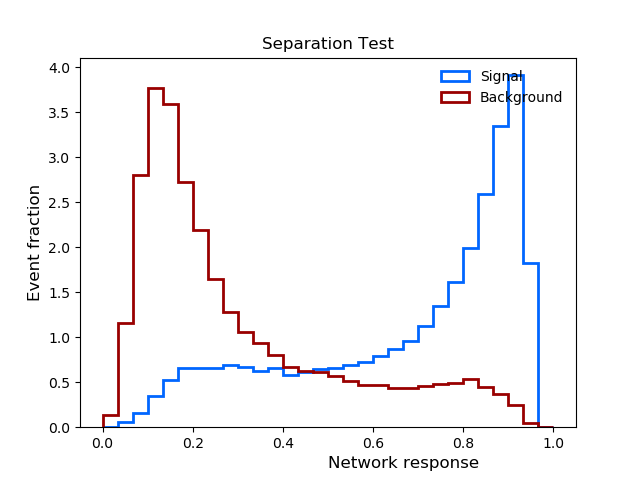 Separation Test
Signal
Background
Event fraction
4.0
3.5
3.0
2.5
2.0
1.5
1.0
0.5
0.0
0.0 0.2 0.4 0.6 0.8 1.0
Network response